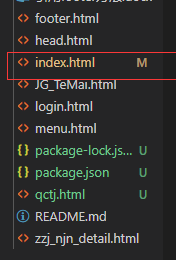 footer.html
head.html
index.html M
JG_TeMai.html
login.html
menu.html
{} package-lock.js... U
{} package.json U
qctj.html U
README.md
zzj_njn_detail.html